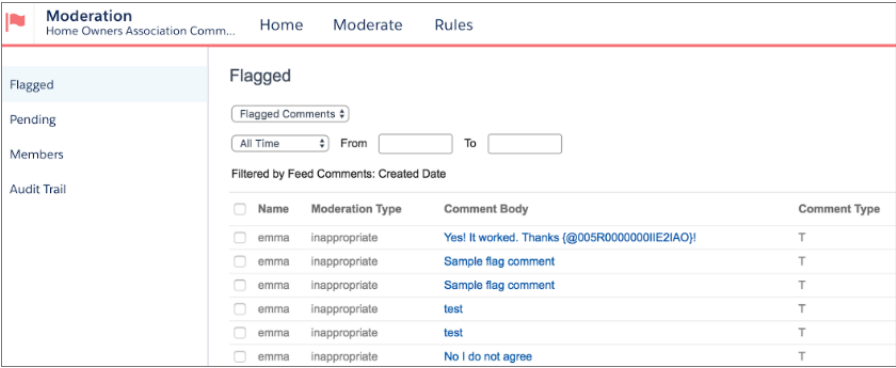 Moderation
Home Owners Association Comm...
Home Moderate Rules
Flagged
Pending
Members
Audit Trail
Flagged
Flagged Comments
All Time From To
Filtered by Feed Comments: Created Date
Name Moderation Type Comment Body Comment Type
emma inappropriate Yes! It worked. Thanks {@005R0000000IIE2IAO}! T
emma inappropriate Sample flag comment T
emma inappropriate Sample flag comment T
emma inappropriate test T
emma inappropriate test T
emma inappropriate No I do not agree T